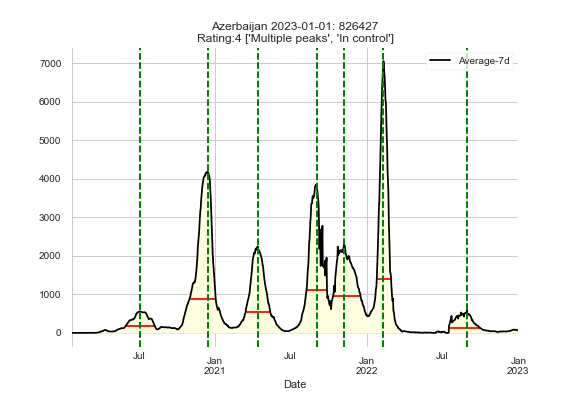 Azerbaijan 2023-01-01: 826427
Rating:4 ['Multiple peaks', 'In control']
Average-7d
7000
6000
5000
4000
3000
2000
1000
0
Jul
Jan
2021
Jul
Jan
2022
Jul
Jan
2023
Date